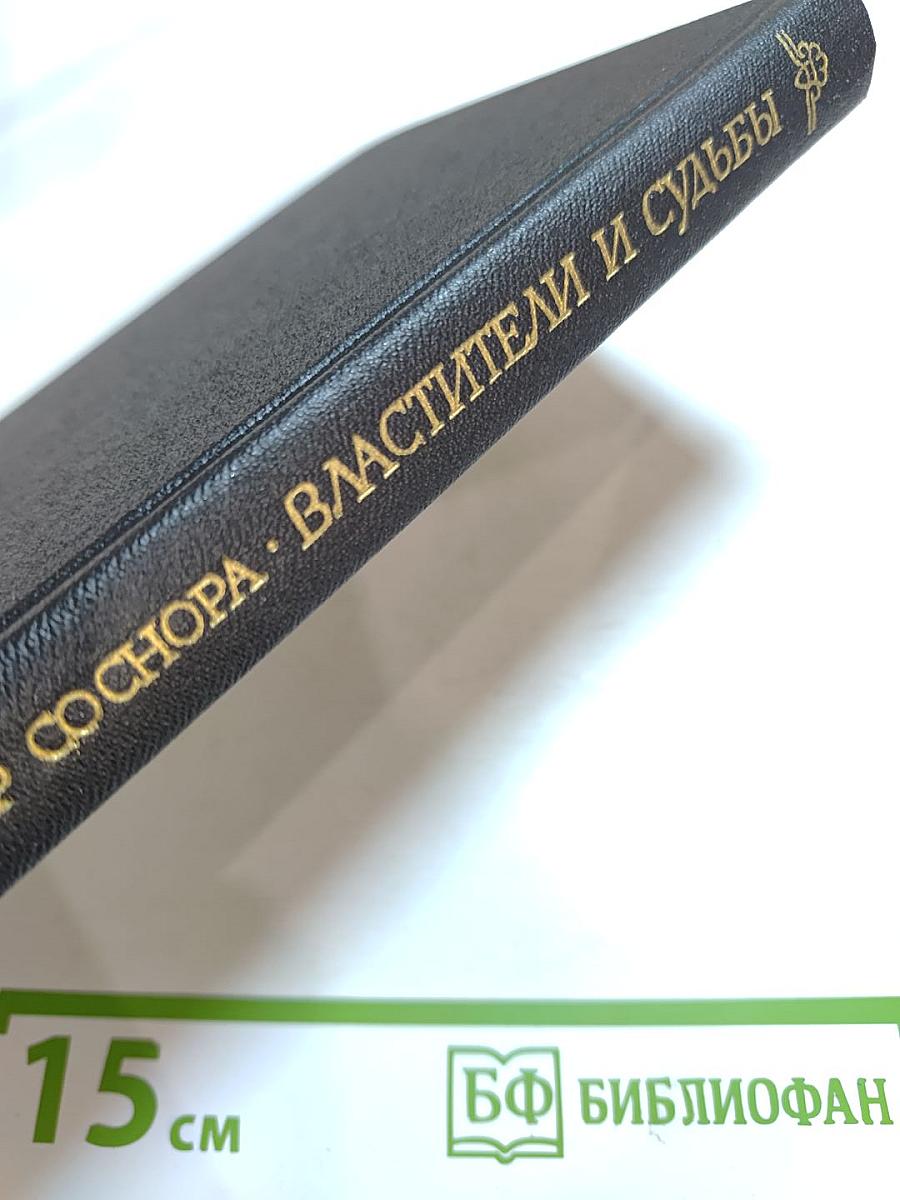 Р СОСНОРА · ВЛАСТИТЕЛИ И СУДЬБЫ
15 см
БФ БИБЛИОФАН